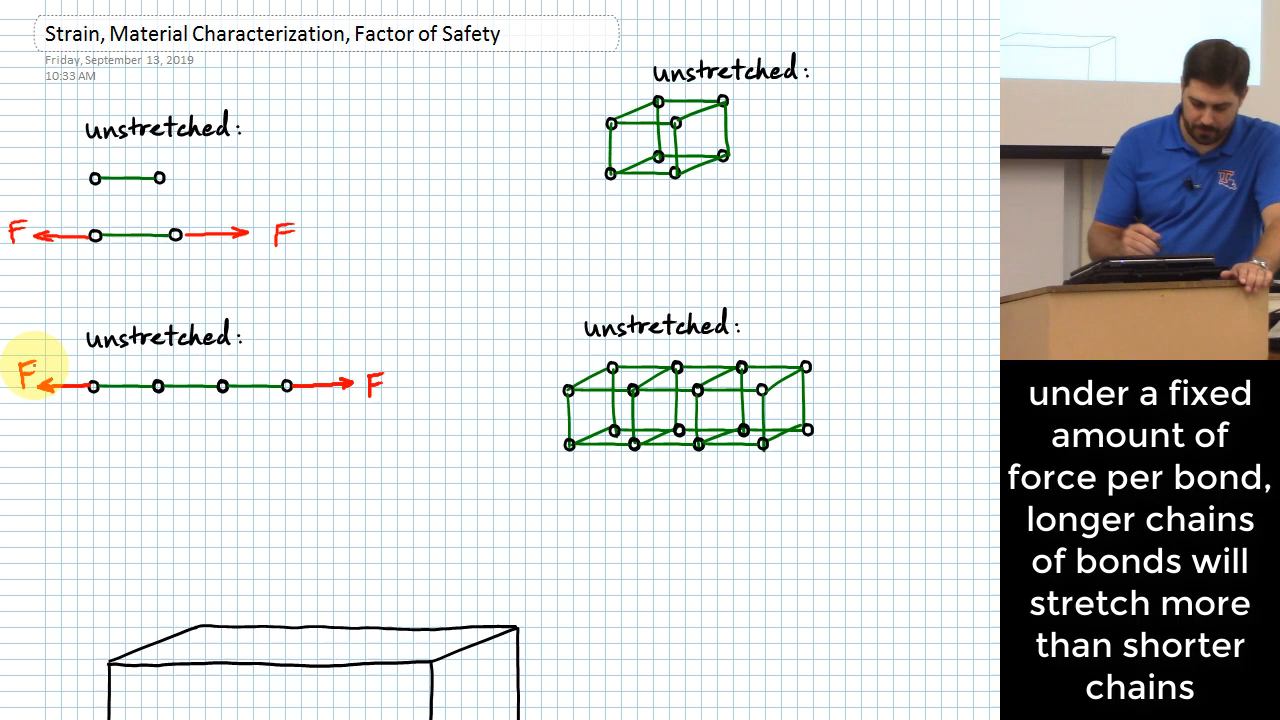 Strain, Material Characterization, Factor of Safety
Friday, September 13, 2019
10:33 AM
unstretched:
unstretched:
F
F
unstretched:
unstretched:
F
F
under a fixed
amount of
force per bond,
longer chains
of bonds will
stretch more
than shorter
chains